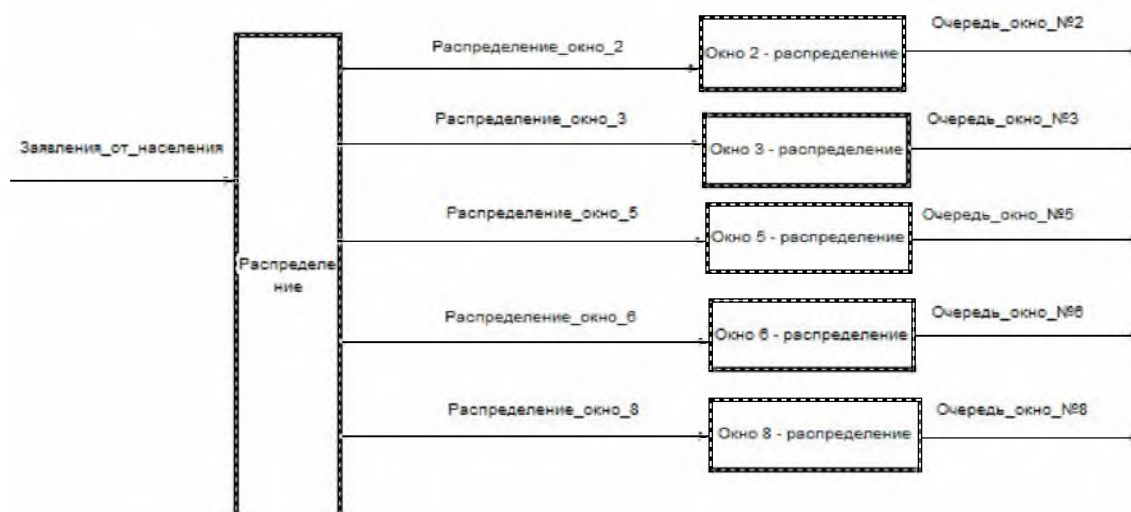 Распределение_окно_2
Окно 2 - распределение
Очередь_окно_№2
Распределение_окно_3
Окно 3 - распределение
Очередь_окно_№3
Заявления_от_населения
Распределе
ние
Распределение_окно_5
Окно 5 - распределение
Очередь_окно_№5
Распределение_окно_6
Окно 6 - распределение
Очередь_окно_№6
Распределение_окно_8
Окно 8 - распределение
Очередь_окно_№8